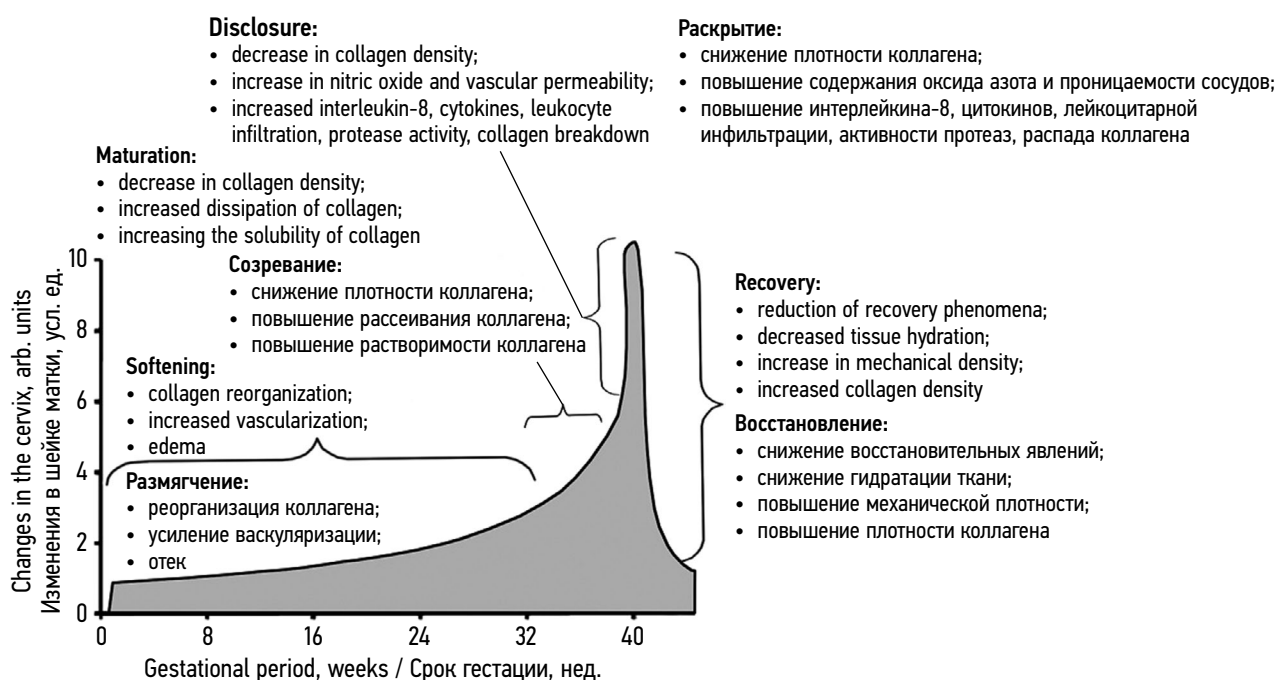 Disclosure:
• decrease in collagen density;
• increase in nitric oxide and vascular permeability;
• increased interleukin-8, cytokines, leukocyte
infiltration, protease activity, collagen breakdown
Раскрытие:
• снижение плотности коллагена;
• повышение содержания оксида азота и проницаемости сосудов;
• повышение интерлейкина-8, цитокинов, лейкоцитарной
инфильтрации, активности протеаз, распада коллагена
Maturation:
• decrease in collagen density;
• increased dissipation of collagen;
• increasing the solubility of collagen
Созревание:
• снижение плотности коллагена;
• повышение рассеивания коллагена;
• повышение растворимости коллагена
Softening:
• collagen reorganization;
• increased vascularization;
• edema
Размягчение:
• реорганизация коллагена;
• усиление васкуляризации;
• отек
Recovery:
• reduction of recovery phenomena;
• decreased tissue hydration;
• increase in mechanical density;
• increased collagen density
Восстановление:
• снижение восстановительных явлений;
• снижение гидратации ткани;
• повышение механической плотности;
• повышение плотности коллагена
Changes in the cervix, arb. units
Изменения в шейке матки, усл. ед.
10
8
6
4
2
0
0 8 16 24 32 40
Gestational period, weeks / Срок гестации, нед.